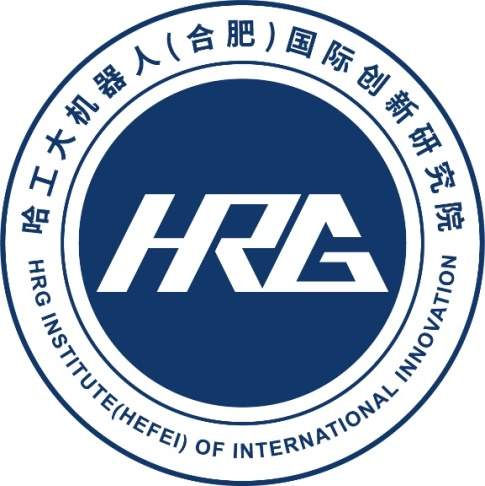 哈工大机器人(合肥)国际创新研究院
HRG
HRG INSTITUTE(HEFEI) OF INTERNATIONAL INNOVATION